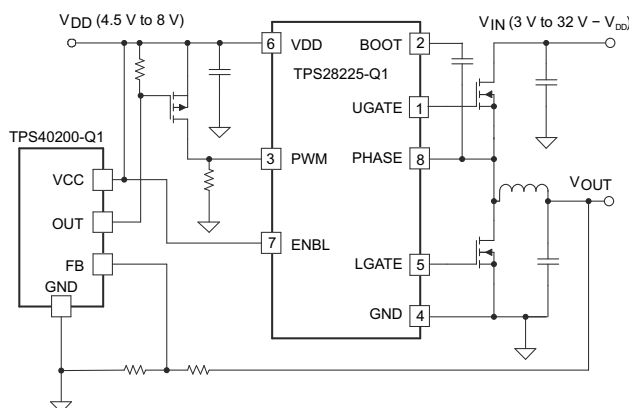 VDD (4.5 V to 8 V)
VIN (3 V to 32 V – VDD)
6 VDD
BOOT 2
TPS28225-Q1
UGATE 1
TPS40200-Q1
3 PWM
PHASE 8
VCC
VOUT
OUT
7 ENBL
FB
LGATE 5
GND
GND 4